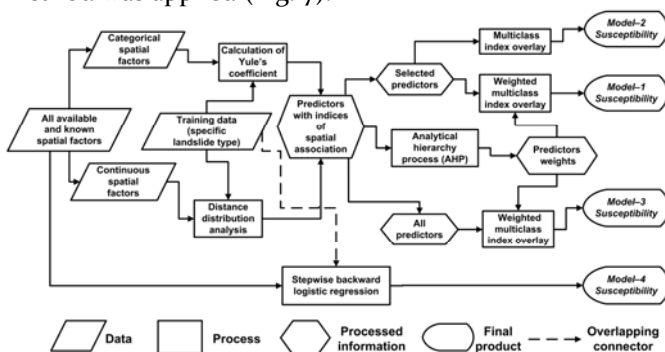 Categorical spatial factors
Calculation of Yule's coefficient
Multiclass index overlay
Model–2 Susceptibility
Selected predictors
Weighted multiclass index overlay
Model–1 Susceptibility
All available and known spatial factors
Training data (specific landslide type)
Predictors with indices of spatial association
Analytical hierarchy process (AHP)
Predictors weights
Continuous spatial factors
Distance distribution analysis
All predictors
Weighted multiclass index overlay
Model–3 Susceptibility
Stepwise backward logistic regression
Model–4 Susceptibility
Data
Process
Processed information
Final product
Overlapping connector